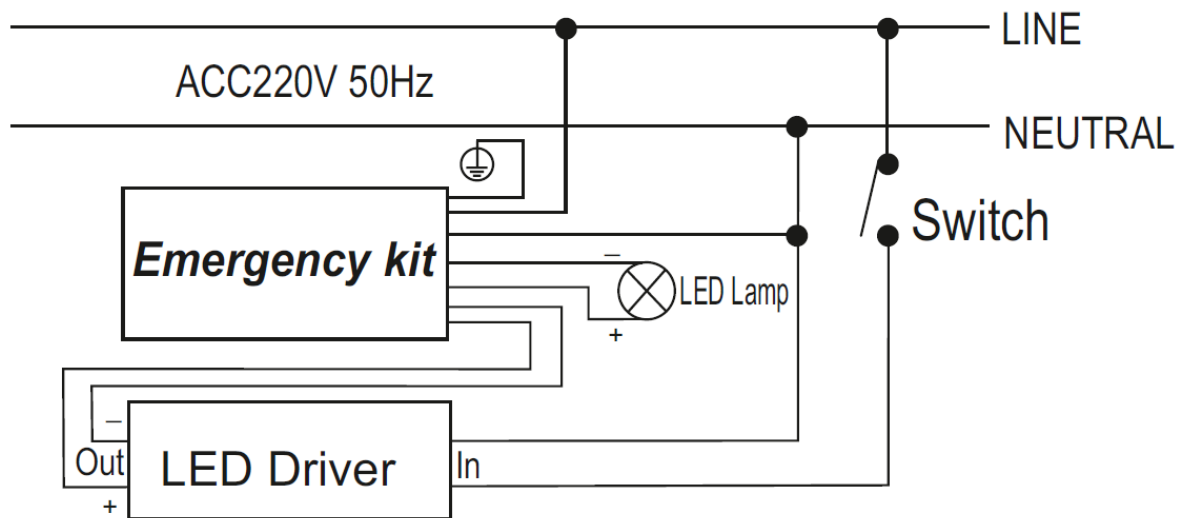 LINE
ACC220V 50Hz
NEUTRAL
Switch
Emergency kit
–
LED Lamp
+
–
Out
LED Driver
In
+